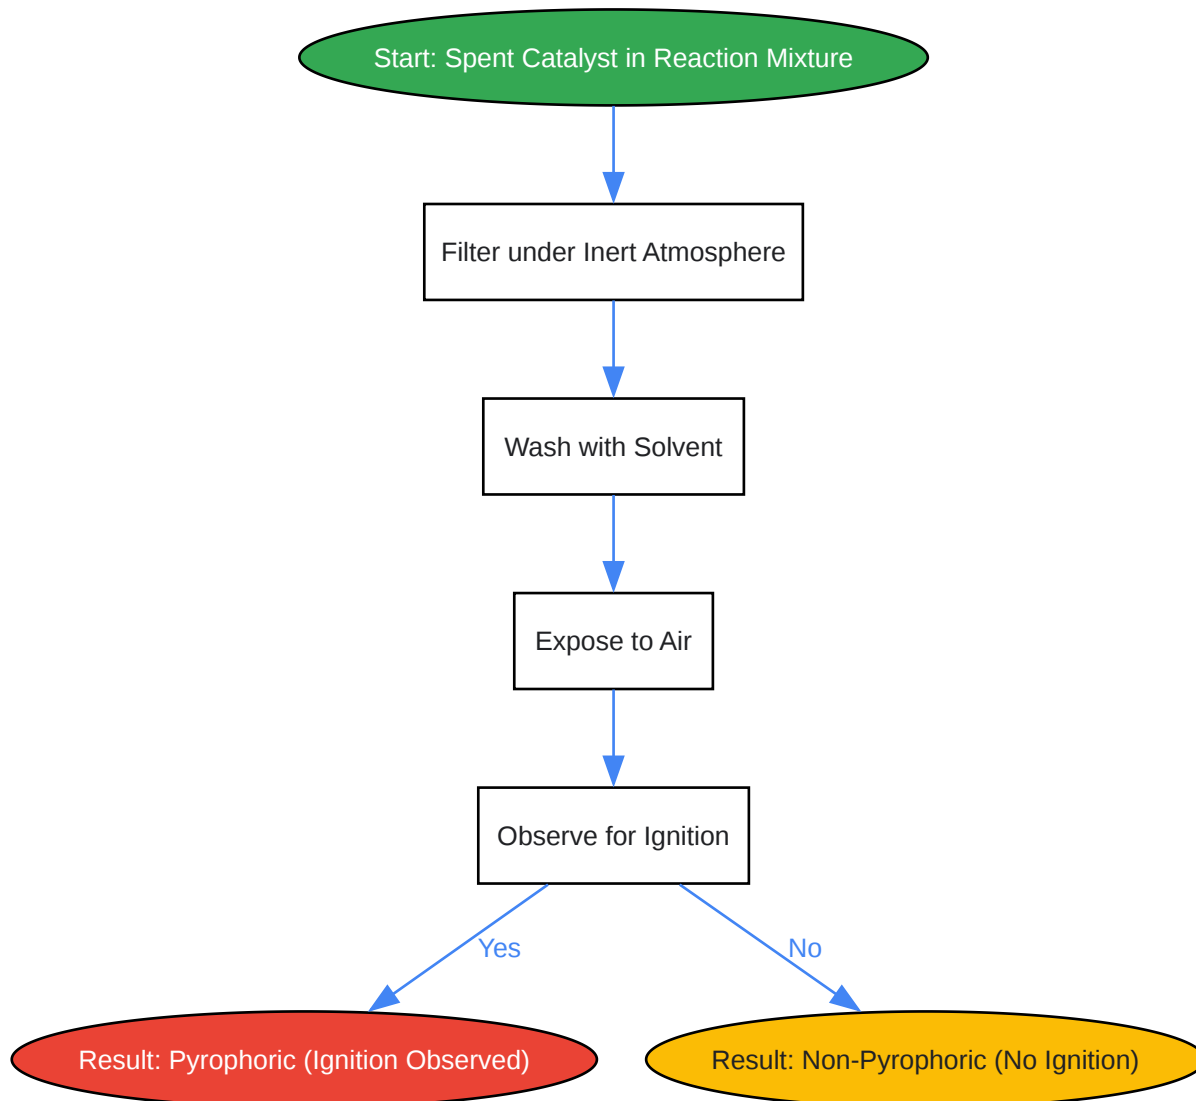 Start: Spent Catalyst in Reaction Mixture
Filter under Inert Atmosphere
Wash with Solvent
Expose to Air
Observe for Ignition
Yes
No
Result: Pyrophoric (Ignition Observed)
Result: Non-Pyrophoric (No Ignition)